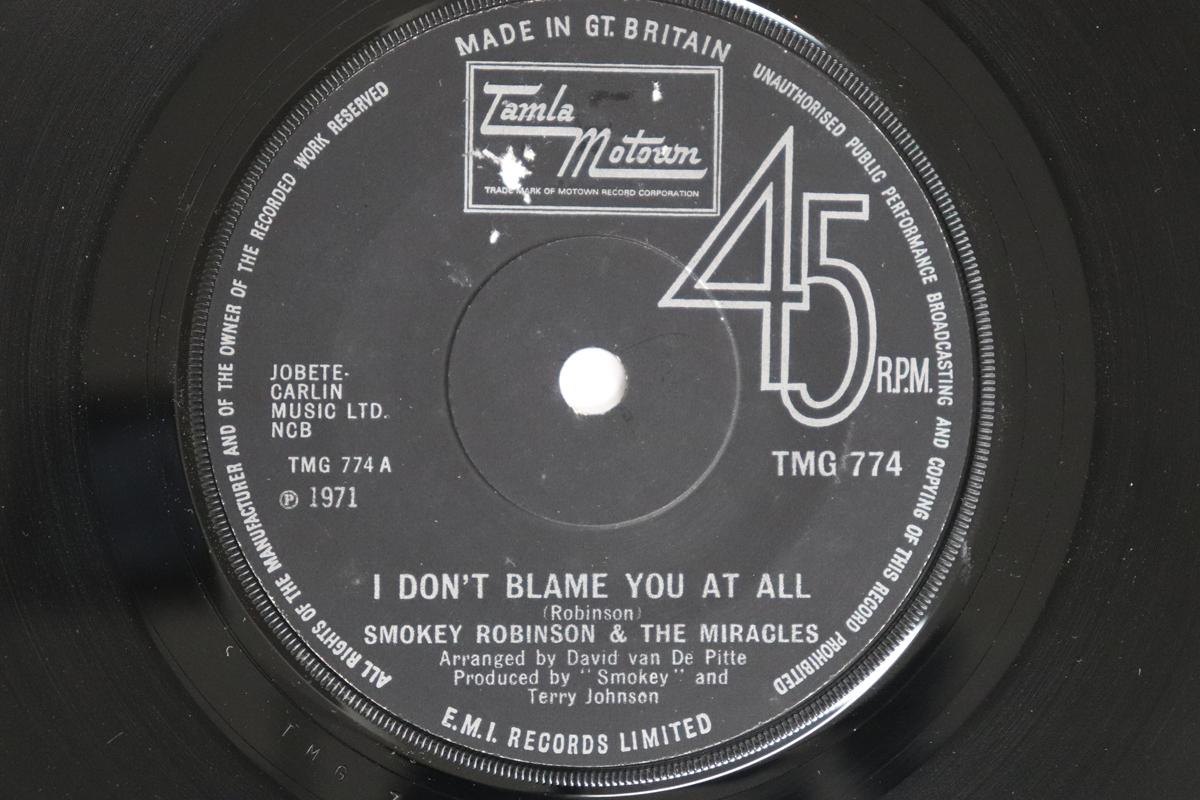 MADE IN GT. BRITAIN
UNAUTHORISED PUBLIC PERFORMANCE BROADCASTING AND COPYING OF THIS RECORD PROHIBITED
ALL RIGHTS OF THE MANUFACTURER AND OF THE OWNER OF THE RECORDED WORK RESERVED
Tamla
Motown
TRADE MARK OF MOTOWN RECORD CORPORATION
45
R.P.M.
JOBETE-
CARLIN
MUSIC LTD.
NCB
TMG 774 A
℗ 1971
TMG 774
I DON'T BLAME YOU AT ALL
(Robinson)
SMOKEY ROBINSON & THE MIRACLES
Arranged by David van De Pitte
Produced by "Smokey" and
Terry Johnson
E.M.I. RECORDS LIMITED
T M G